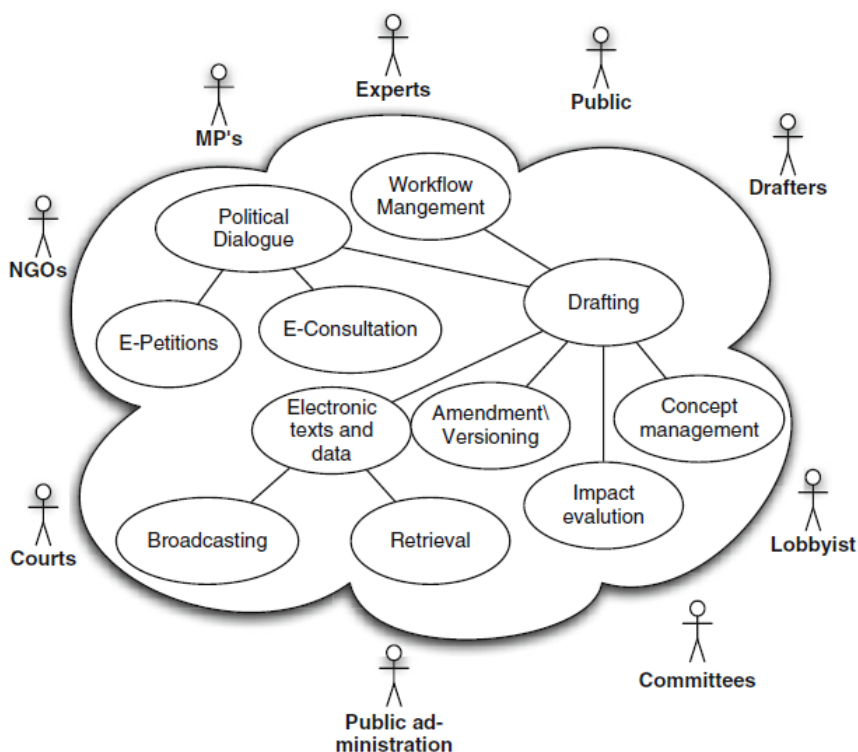 Experts
Public
MP's
Drafters
Workflow
Mangement
Political
Dialogue
NGOs
Drafting
E-Petitions
E-Consultation
Electronic
texts and
data
Amendment\
Versioning
Concept
management
Impact
evalution
Courts
Broadcasting
Retrieval
Lobbyist
Committees
Public ad-
ministration